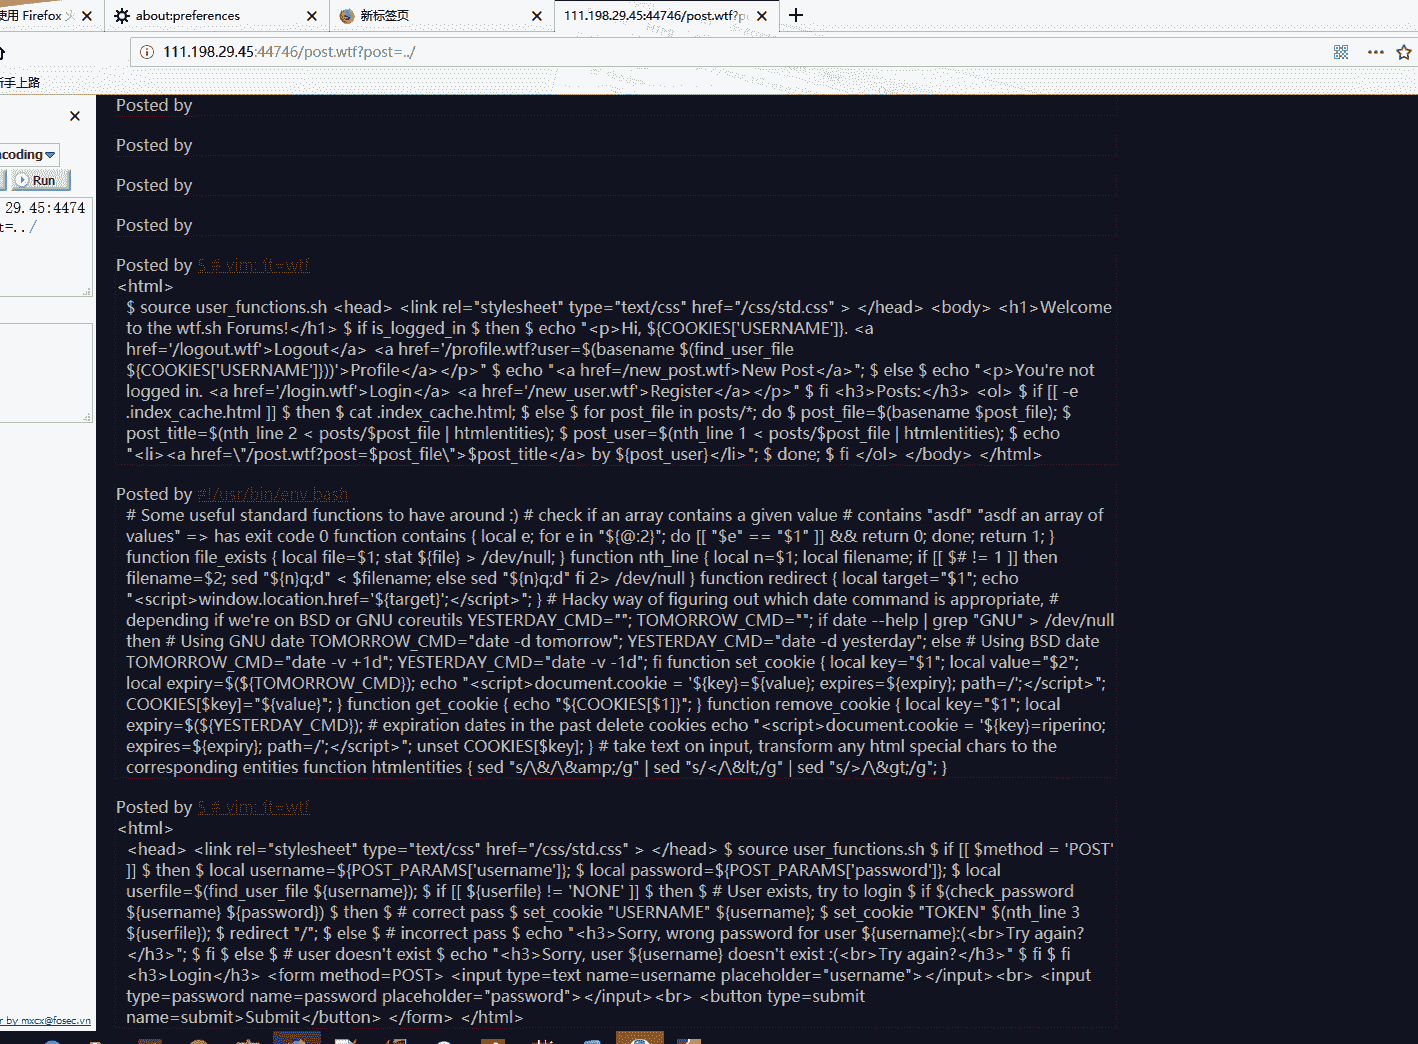 使用 Firefox 火
about:preferences
新标签页
111.198.29.45:44746/post.wtf?p
111.198.29.45:44746/post.wtf?post=../
新手上路
ncoding
Run
29.45:4474
t=../
r by mxcx@fosec.vn
Posted by
Posted by
Posted by
Posted by
Posted by $ # vim: ft=wtf
<html>
$ source user_functions.sh <head> <link rel="stylesheet" type="text/css" href="/css/std.css" > </head> <body> <h1>Welcome
to the wtf.sh Forums!</h1> $ if is_logged_in $ then $ echo "<p>Hi, ${COOKIES['USERNAME']}. <a
href='/logout.wtf'>Logout</a> <a href='/profile.wtf?user=$(basename $(find_user_file
${COOKIES['USERNAME']}))'>Profile</a></p>" $ echo "<a href=/new_post.wtf>New Post</a>"; $ else $ echo "<p>You're not
logged in. <a href='/login.wtf'>Login</a> <a href='/new_user.wtf'>Register</a></p>" $ fi <h3>Posts:</h3> <ol> $ if [[ -e
.index_cache.html ]] $ then $ cat .index_cache.html; $ else $ for post_file in posts/*; do $ post_file=$(basename $post_file); $
post_title=$(nth_line 2 < posts/$post_file | htmlentities); $ post_user=$(nth_line 1 < posts/$post_file | htmlentities); $ echo
"<li><a href=\"/post.wtf?post=$post_file\">$post_title</a> by ${post_user}</li>"; $ done; $ fi </ol> </body> </html>
Posted by #!/usr/bin/env bash
# Some useful standard functions to have around :) # check if an array contains a given value # contains "asdf" "asdf an array of
values" => has exit code 0 function contains { local e; for e in "${@:2}"; do [[ "$e" == "$1" ]] && return 0; done; return 1; }
function file_exists { local file=$1; stat ${file} > /dev/null; } function nth_line { local n=$1; local filename; if [[ $# != 1 ]] then
filename=$2; sed "${n}q;d" < $filename; else sed "${n}q;d" fi 2> /dev/null } function redirect { local target="$1"; echo
"<script>window.location.href='${target}';</script>"; } # Hacky way of figuring out which date command is appropriate, #
depending if we're on BSD or GNU coreutils YESTERDAY_CMD=""; TOMORROW_CMD=""; if date --help | grep "GNU" > /dev/null
then # Using GNU date TOMORROW_CMD="date -d tomorrow"; YESTERDAY_CMD="date -d yesterday"; else # Using BSD date
TOMORROW_CMD="date -v +1d"; YESTERDAY_CMD="date -v -1d"; fi function set_cookie { local key="$1"; local value="$2";
local expiry=$(${TOMORROW_CMD}); echo "<script>document.cookie = '${key}=${value}; expires=${expiry}; path=/';</script>";
COOKIES[$key]="${value}"; } function get_cookie { echo "${COOKIES[$1]}"; } function remove_cookie { local key="$1"; local
expiry=$(${YESTERDAY_CMD}); # expiration dates in the past delete cookies echo "<script>document.cookie = '${key}=riperino;
expires=${expiry}; path=/';</script>"; unset COOKIES[$key]; } # take text on input, transform any html special chars to the
corresponding entities function htmlentities { sed "s/\&/\&amp;/g" | sed "s/</\&lt;/g" | sed "s/>/\&gt;/g"; }
Posted by $ # vim: ft=wtf
<html>
<head> <link rel="stylesheet" type="text/css" href="/css/std.css" > </head> $ source user_functions.sh $ if [[ $method = 'POST'
]] $ then $ local username=${POST_PARAMS['username']}; $ local password=${POST_PARAMS['password']}; $ local
userfile=$(find_user_file ${username}); $ if [[ ${userfile} != 'NONE' ]] $ then $ # User exists, try to login $ if $(check_password
${username} ${password}) $ then $ # correct pass $ set_cookie "USERNAME" ${username}; $ set_cookie "TOKEN" $(nth_line 3
${userfile}); $ redirect "/"; $ else $ # incorrect pass $ echo "<h3>Sorry, wrong password for user ${username}:(<br>Try again?
</h3>"; $ fi $ else $ # user doesn't exist $ echo "<h3>Sorry, user ${username} doesn't exist :(<br>Try again?</h3>" $ fi $ fi
<h3>Login</h3> <form method=POST> <input type=text name=username placeholder="username"></input><br> <input
type=password name=password placeholder="password"></input><br> <button type=submit
name=submit>Submit</button> </form> </html>